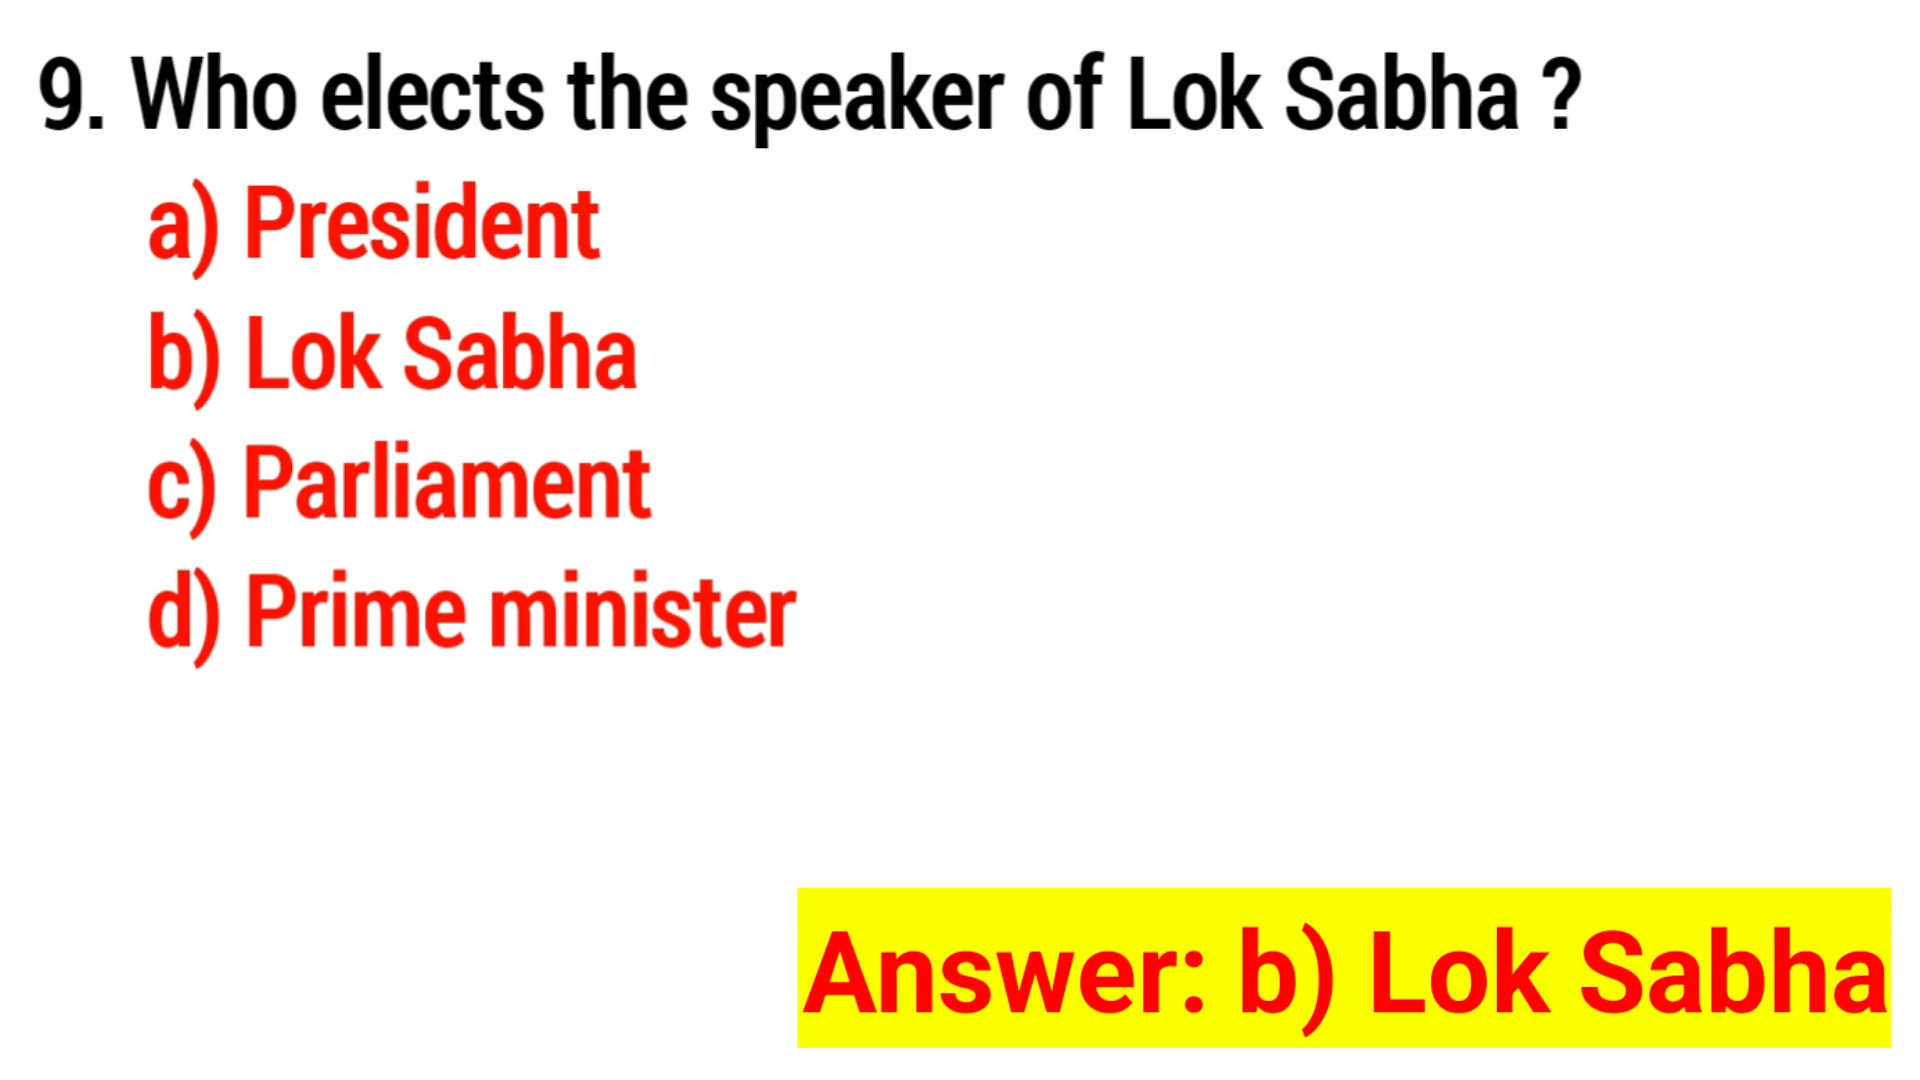 9. Who elects the speaker of Lok Sabha ?
a) President
b) Lok Sabha
c) Parliament
d) Prime minister
Answer: b) Lok Sabha